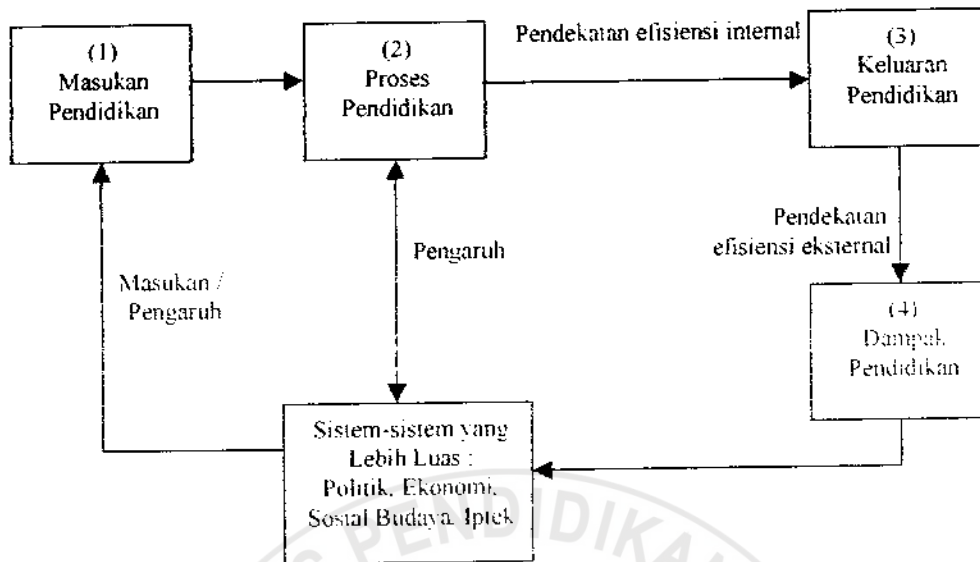 (1)
Masukan
Pendidikan
(2)
Proses
Pendidikan
Pendekatan efisiensi internal
(3)
Keluaran
Pendidikan
Pendekatan
efisiensi eksternal
Masukan /
Pengaruh
Pengaruh
(4)
Dampak
Pendidikan
Sistem-sistem yang
Lebih Luas :
Politik, Ekonomi,
Sosial Budaya. Iptek
PENDIDIKA